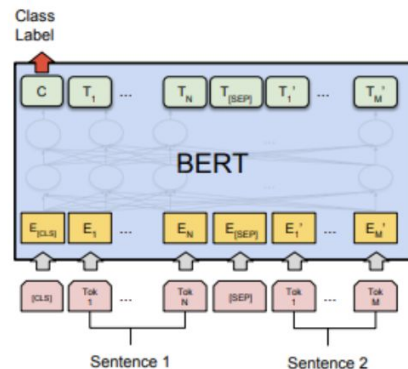 Class
Label
C T1 ... TN T[SEP] T1' ... TM'
BERT
E[CLS] E1 ... EN E[SEP] E1' ... EM'
[CLS] Tok 1 ... Tok N [SEP] Tok 1 ... Tok M
Sentence 1 Sentence 2